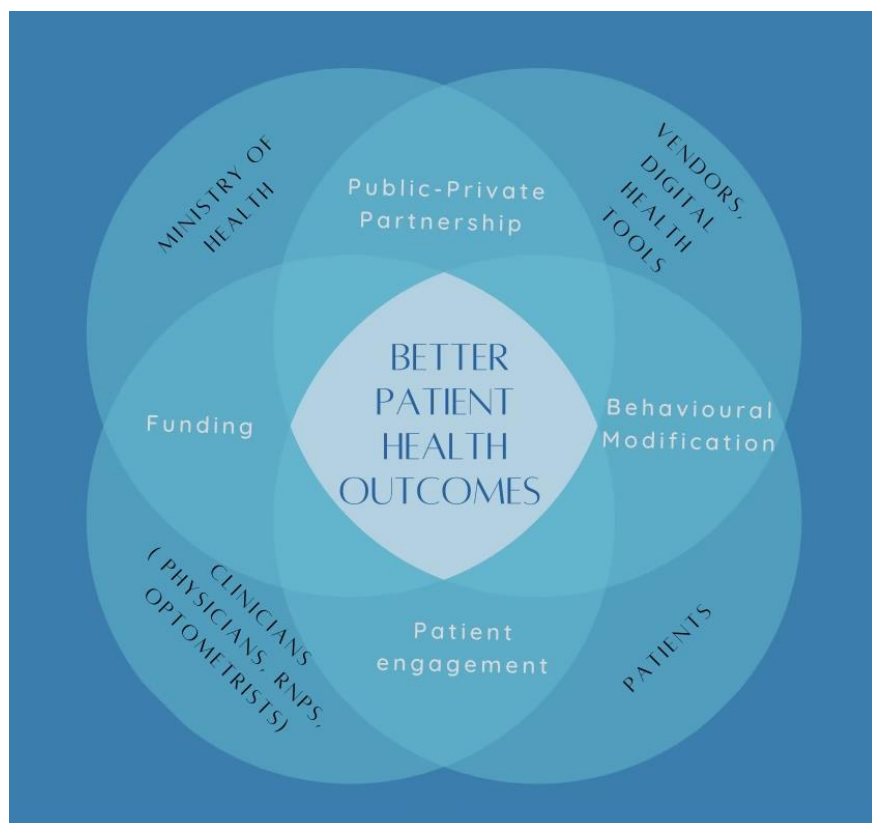 MINISTRY OF
HEALTH
Public-Private
Partnership
VENDORS,
DIGITAL
HEALTH
TOOLS
BETTER
PATIENT
HEALTH
OUTCOMES
Funding
Behavioural
Modification
CLINICIANS
( PHYSICIANS, RNPS,
OPTOMETRISTS)
Patient
engagement
PATIENTS